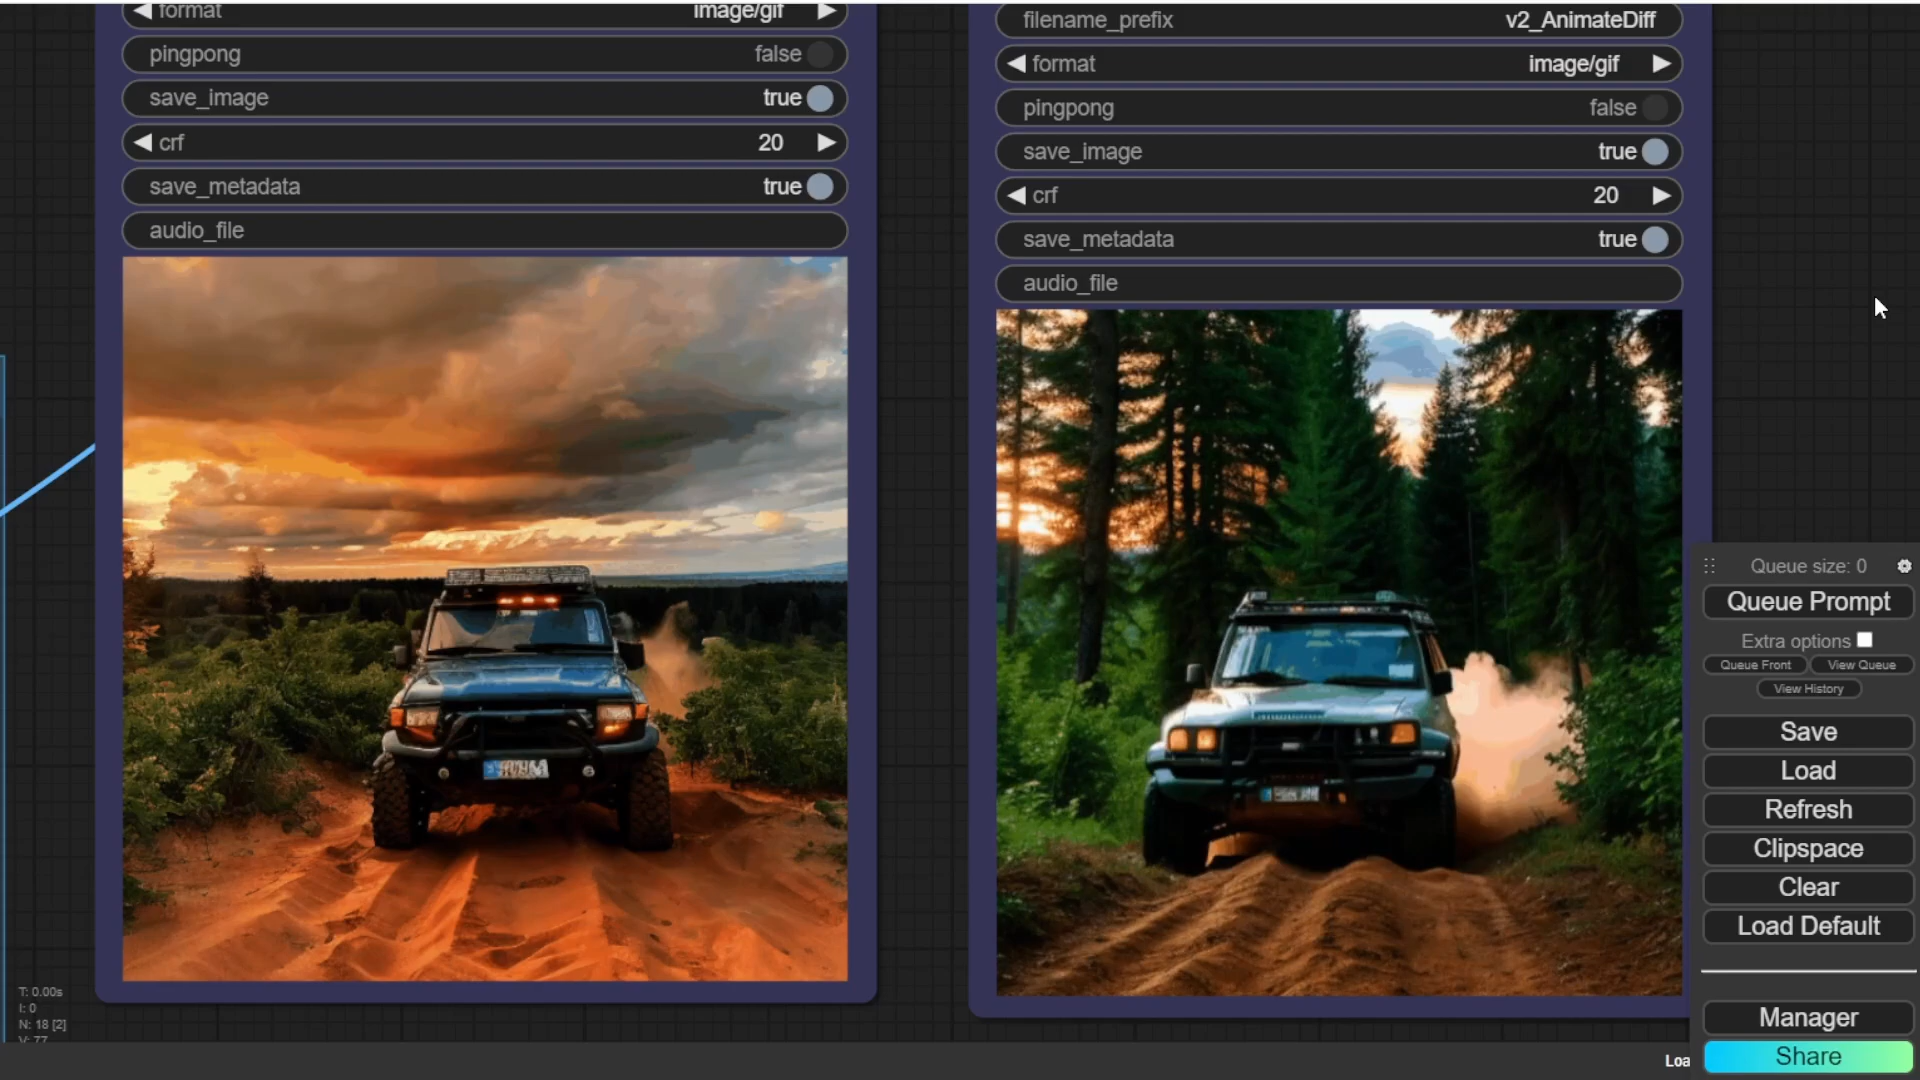 format image/gif
pingpong false
save_image true
crf 20
save_metadata true
audio_file
filename_prefix v2_AnimateDiff
format image/gif
pingpong false
save_image true
crf 20
save_metadata true
audio_file
Queue size: 0
Queue Prompt
Extra options
Queue Front View Queue
View History
Save
Load
Refresh
Clipspace
Clear
Load Default
Manager
Share
T: 0.00s
I: 0
N: 18 [2]
V: 77
Loa